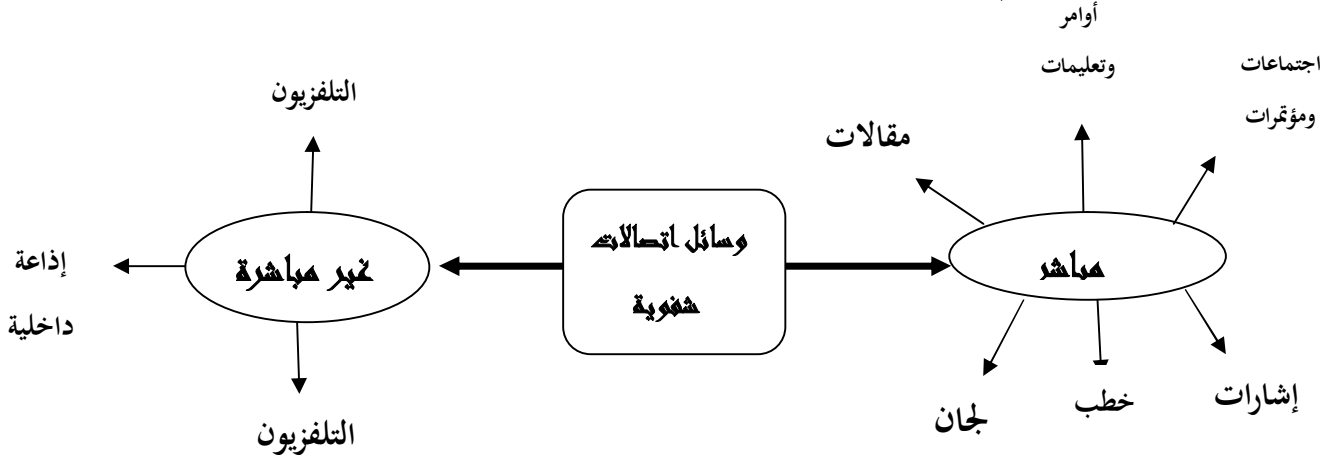 أوامر
وتعليمات
اجتماعات
ومؤتمرات
مقالات
التلفزيون
وسائل اتصالات
شفوية
مباشر
غير مباشرة
إذاعة
داخلية
إشارات
خطب
لجان
التلفزيون